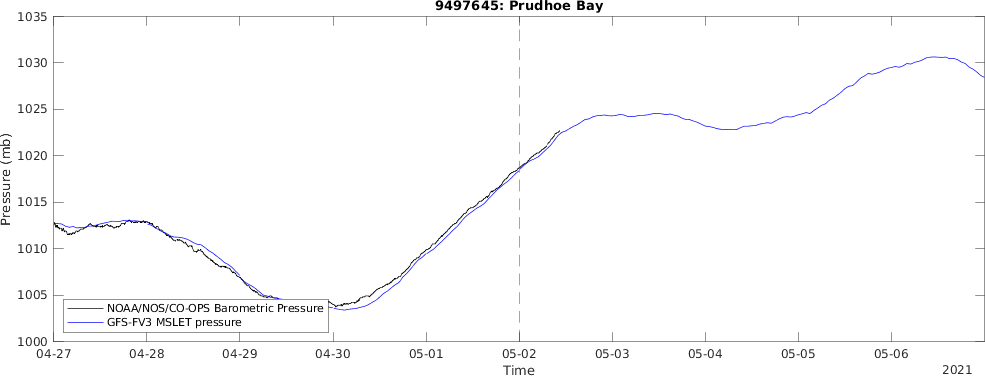 9497645: Prudhoe Bay
1035
1030
1025
1020
1015
1010
1005
1000
Pressure (mb)
NOAA/NOS/CO-OPS Barometric Pressure
GFS-FV3 MSLET pressure
04-27 04-28 04-29 04-30 05-01 05-02 05-03 05-04 05-05 05-06
Time
2021